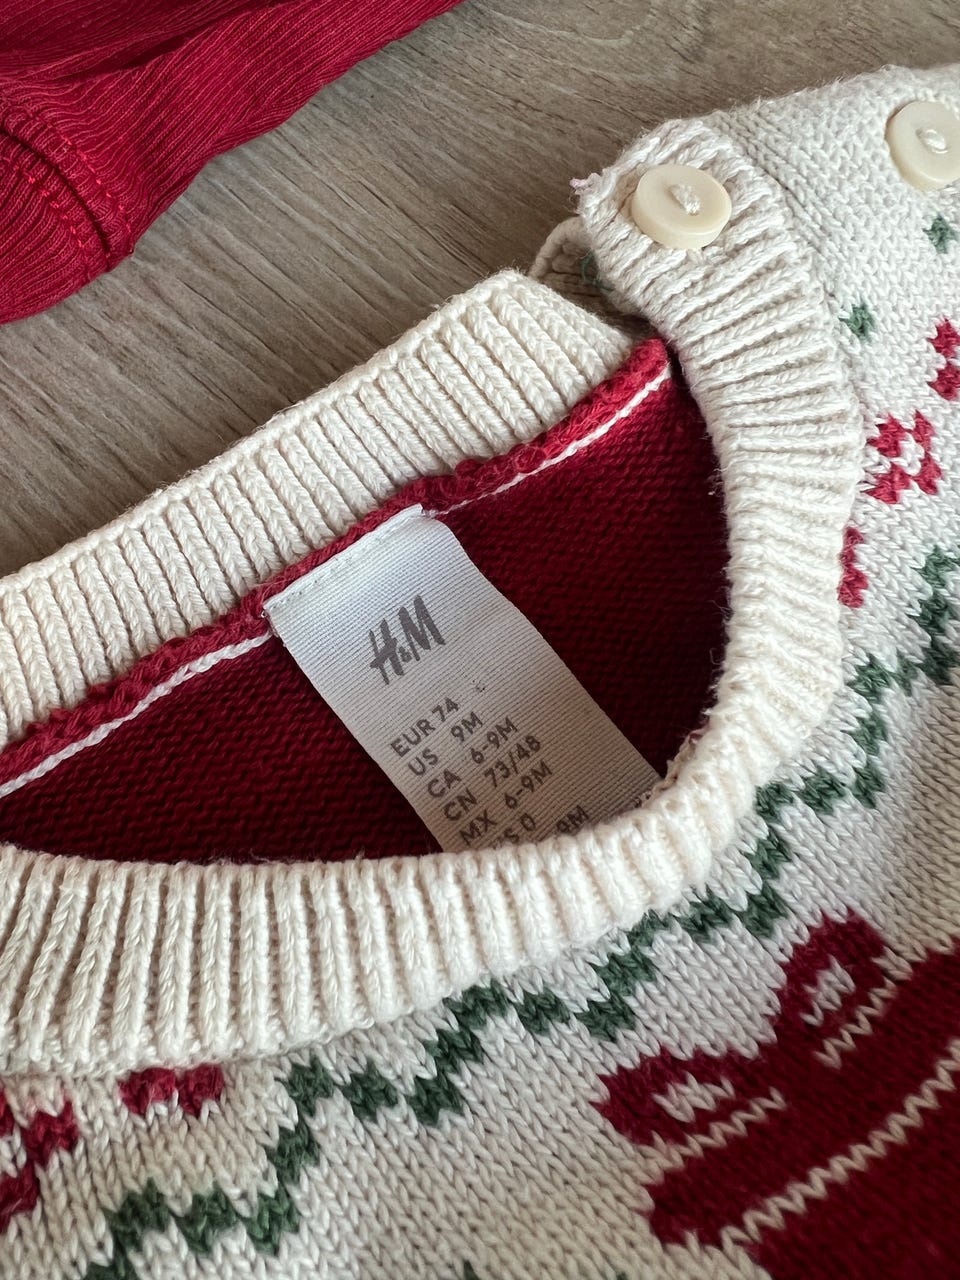 H&M
EUR 74
US 9M
CA 6-9M
CN 73/48
MX 6-9M